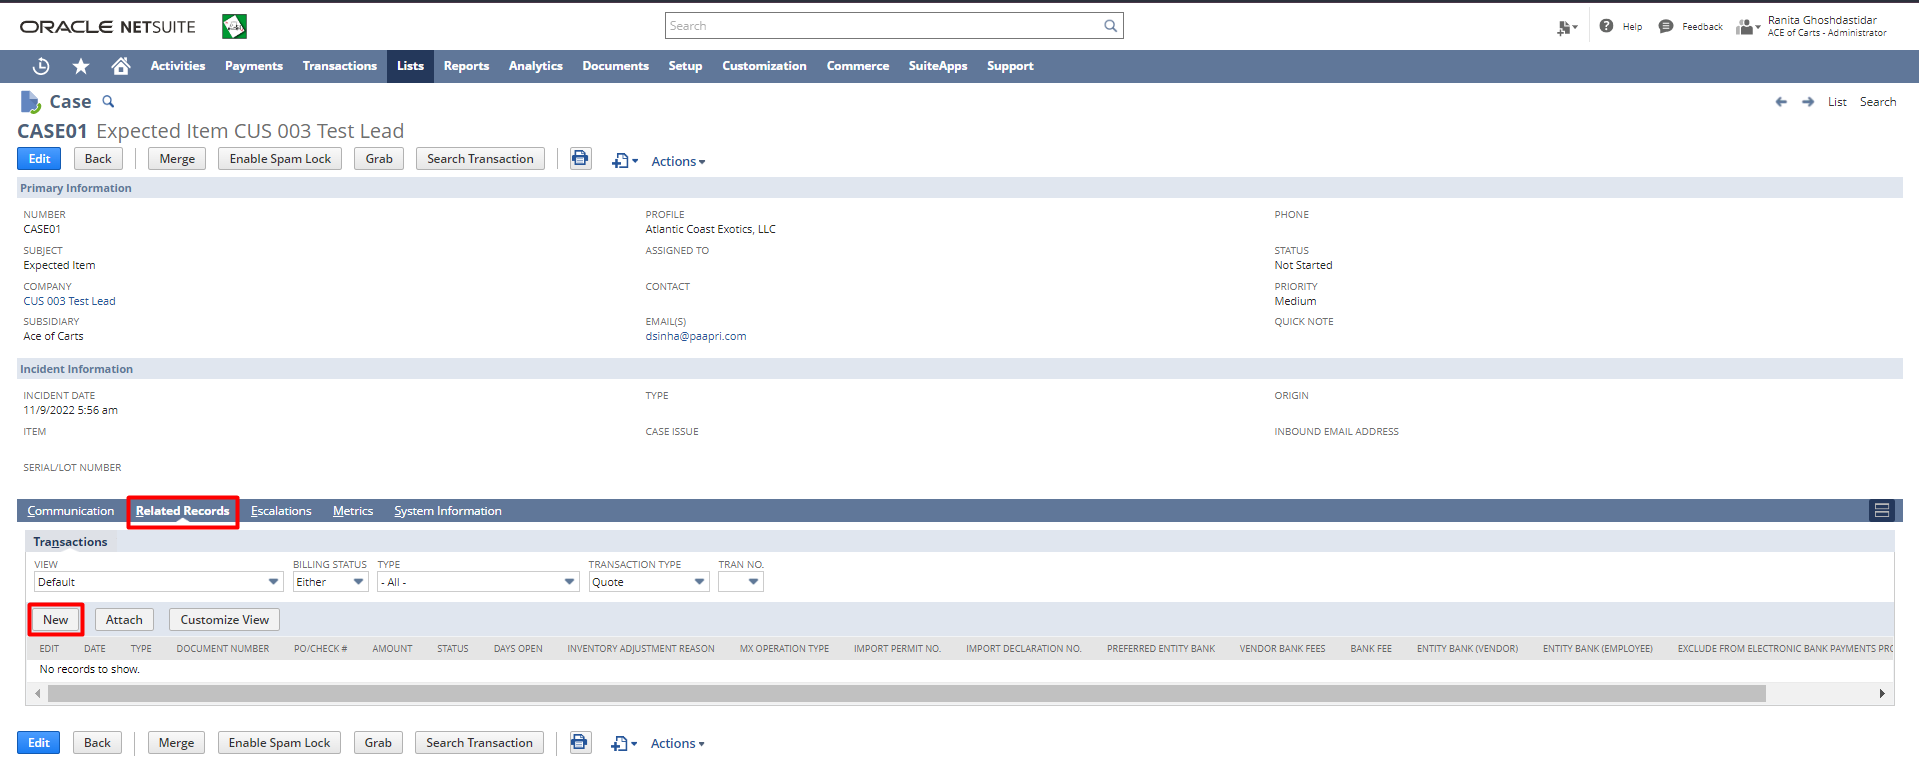 ORACLE NETSUITE
Search
Help
Feedback
Ranita Ghoshdastidar
ACE of Carts - Administrator
Activities Payments Transactions Lists Reports Analytics Documents Setup Customization Commerce SuiteApps Support
Case
List Search
CASE01 Expected Item CUS 003 Test Lead
Edit Back Merge Enable Spam Lock Grab Search Transaction Actions
Primary Information
NUMBER
CASE01
SUBJECT
Expected Item
COMPANY
CUS 003 Test Lead
SUBSIDIARY
Ace of Carts
PROFILE
Atlantic Coast Exotics, LLC
ASSIGNED TO
CONTACT
EMAIL(S)
dsinha@paapri.com
PHONE
STATUS
Not Started
PRIORITY
Medium
QUICK NOTE
Incident Information
INCIDENT DATE
11/9/2022 5:56 am
ITEM
SERIAL/LOT NUMBER
TYPE
CASE ISSUE
ORIGIN
INBOUND EMAIL ADDRESS
Communication Related Records Escalations Metrics System Information
Transactions
VIEW BILLING STATUS TYPE TRANSACTION TYPE TRAN NO.
Default Either - All - Quote
New Attach Customize View
EDIT DATE TYPE DOCUMENT NUMBER PO/CHECK # AMOUNT STATUS DAYS OPEN INVENTORY ADJUSTMENT REASON MX OPERATION TYPE IMPORT PERMIT NO. IMPORT DECLARATION NO. PREFERRED ENTITY BANK VENDOR BANK FEES BANK FEE ENTITY BANK (VENDOR) ENTITY BANK (EMPLOYEE) EXCLUDE FROM ELECTRONIC BANK PAYMENTS PRO
No records to show.
Edit Back Merge Enable Spam Lock Grab Search Transaction Actions